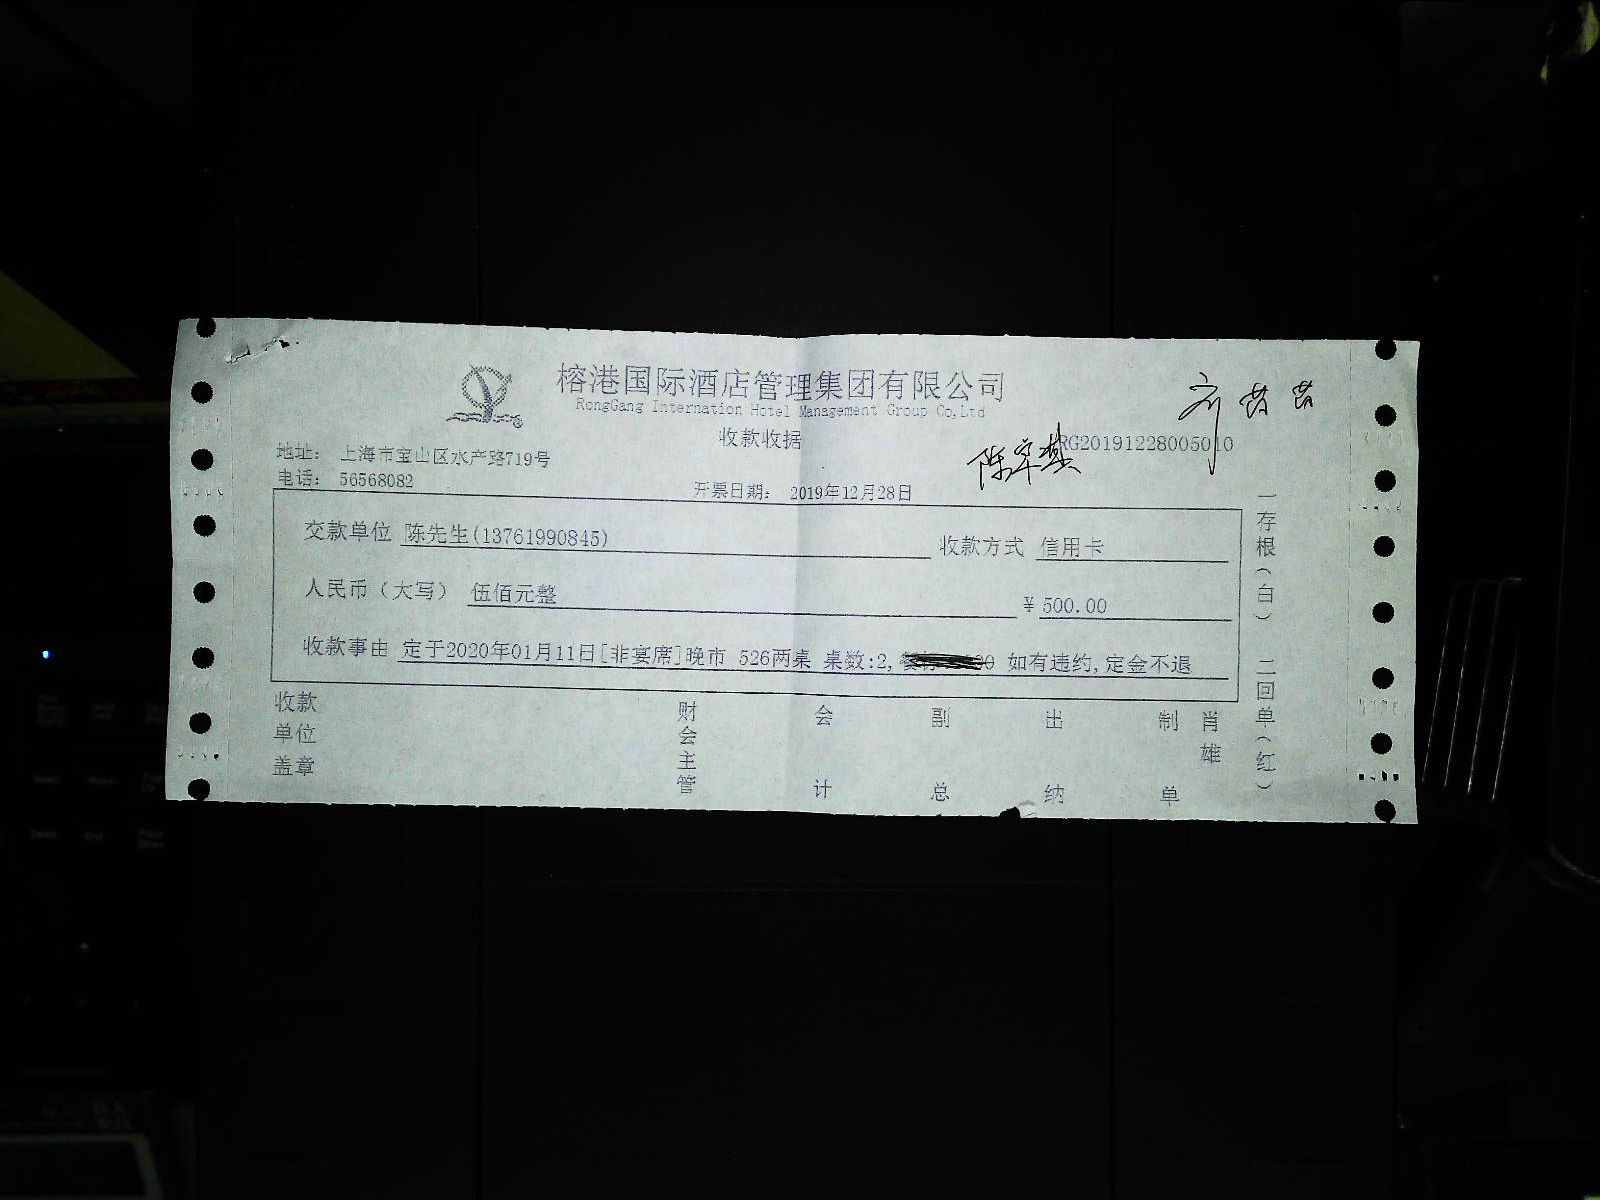 榕港国际酒店管理集团有限公司
RongGang Internation Hotel Management Group Co,Ltd
收款收据
RG20191228005010
地址： 上海市宝山区水产路719号
电话： 56568082
开票日期： 2019年12月28日
交款单位 陈先生(13761990845) 收款方式 信用卡
人民币（大写） 伍佰元整 ¥ 500.00
收款事由 定于2020年01月11日[非宴席]晚市 526两桌 桌数:2, 如有违约,定金不退
收款单位盖章 财会主管 会计 副总 出纳 制单 肖雄
一存根（白） 二回单（红）